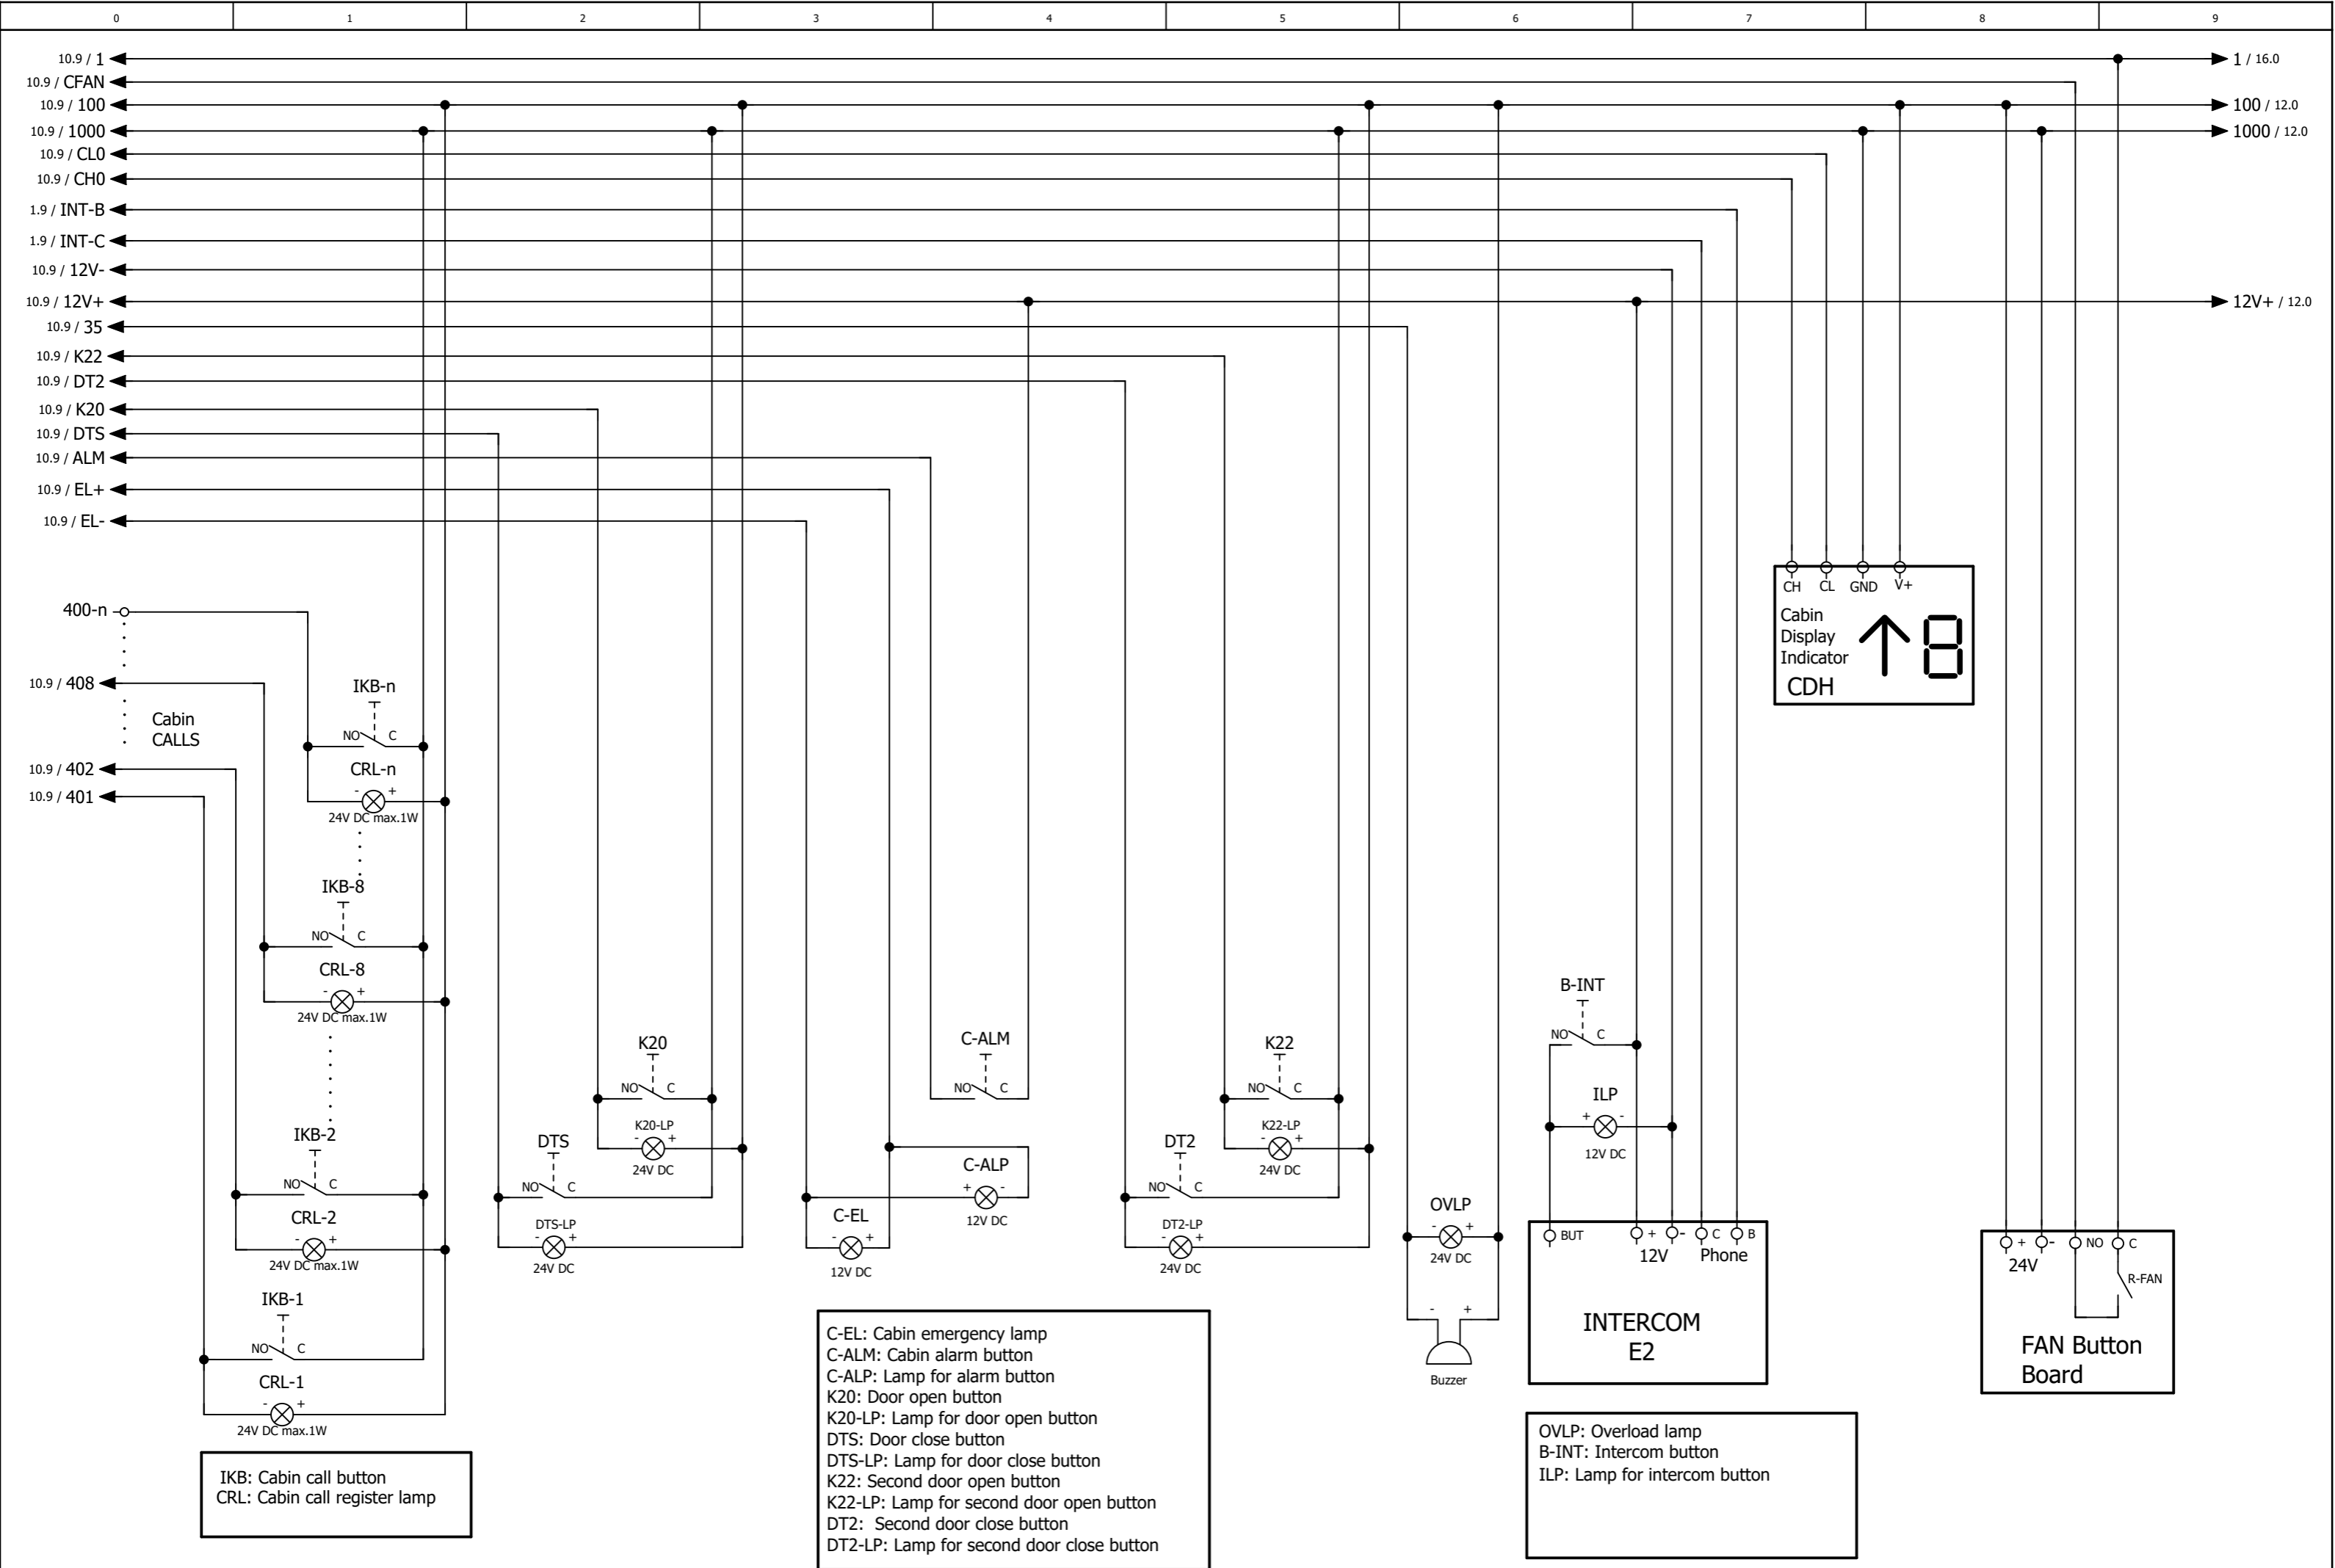 0 1 2 3 4 5 6 7 8 9
10.9 / 1
1 / 16.0
10.9 / CFAN
10.9 / 100
100 / 12.0
10.9 / 1000
1000 / 12.0
10.9 / CL0
10.9 / CH0
1.9 / INT-B
1.9 / INT-C
10.9 / 12V-
10.9 / 12V+
12V+ / 12.0
10.9 / 35
10.9 / K22
10.9 / DT2
10.9 / K20
10.9 / DTS
10.9 / ALM
10.9 / EL+
10.9 / EL-
400-n
10.9 / 408
Cabin
CALLS
10.9 / 402
10.9 / 401
IKB-n
NO C
CRL-n
- +
24V DC max.1W
IKB-8
NO C
CRL-8
- +
24V DC max.1W
IKB-2
NO C
CRL-2
- +
24V DC max.1W
IKB-1
NO C
CRL-1
- +
24V DC max.1W
IKB: Cabin call button
CRL: Cabin call register lamp
K20
NO C
K20-LP
- +
24V DC
DTS
NO C
DTS-LP
- +
24V DC
C-ALM
NO C
C-ALP
+ -
12V DC
C-EL
- +
12V DC
K22
NO C
K22-LP
- +
24V DC
DT2
NO C
DT2-LP
- +
24V DC
C-EL: Cabin emergency lamp
C-ALM: Cabin alarm button
C-ALP: Lamp for alarm button
K20: Door open button
K20-LP: Lamp for door open button
DTS: Door close button
DTS-LP: Lamp for door close button
K22: Second door open button
K22-LP: Lamp for second door open button
DT2: Second door close button
DT2-LP: Lamp for second door close button
OVLP
- +
24V DC
- +
Buzzer
B-INT
NO C
ILP
+ -
12V DC
BUT + - C B
12V Phone
INTERCOM
E2
OVLP: Overload lamp
B-INT: Intercom button
ILP: Lamp for intercom button
CH CL GND V+
Cabin
Display
Indicator
CDH
8
+ - NO C
24V
R-FAN
FAN Button
Board